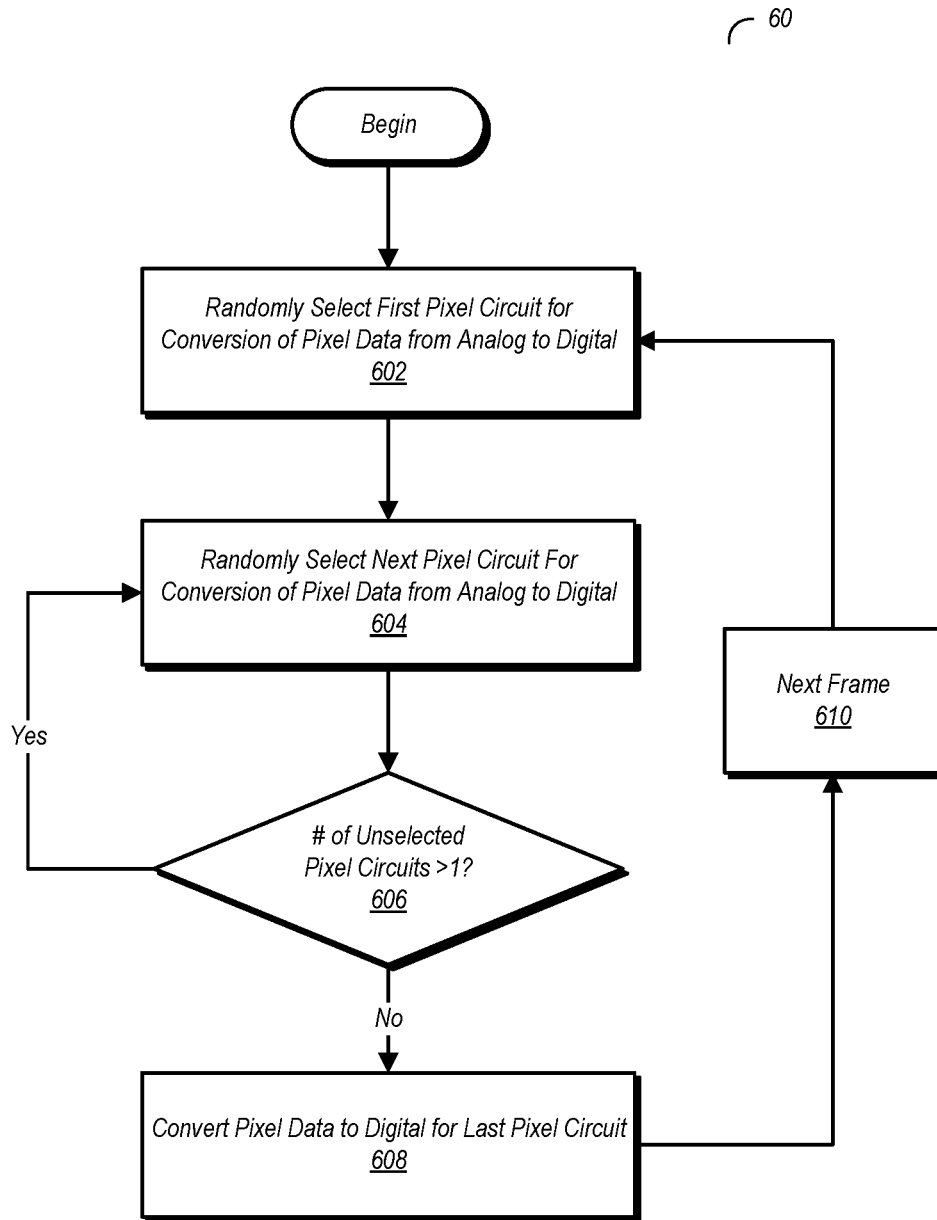 60
Begin
Randomly Select First Pixel Circuit for
Conversion of Pixel Data from Analog to Digital
602
Randomly Select Next Pixel Circuit For
Conversion of Pixel Data from Analog to Digital
604
Next Frame
610
Yes
# of Unselected
Pixel Circuits >1?
606
No
Convert Pixel Data to Digital for Last Pixel Circuit
608